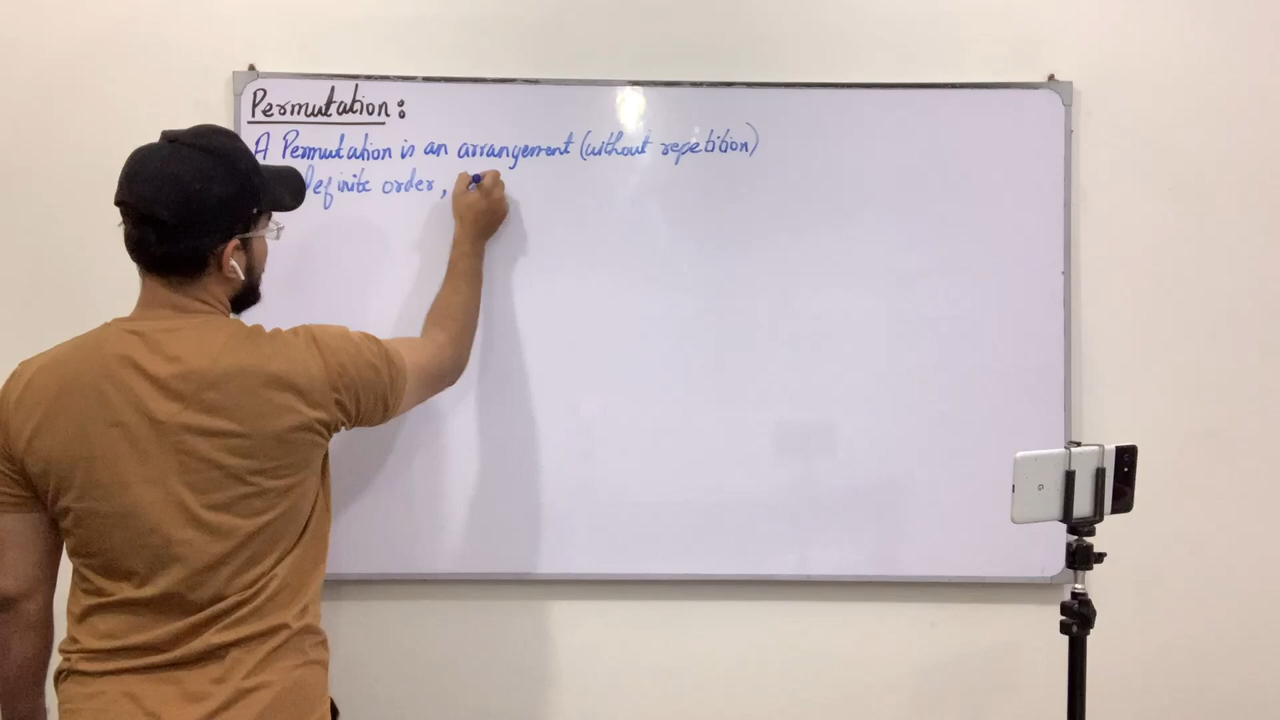 Permutation:
A Permutation is an arrangement (without repetition)
definite order,
G